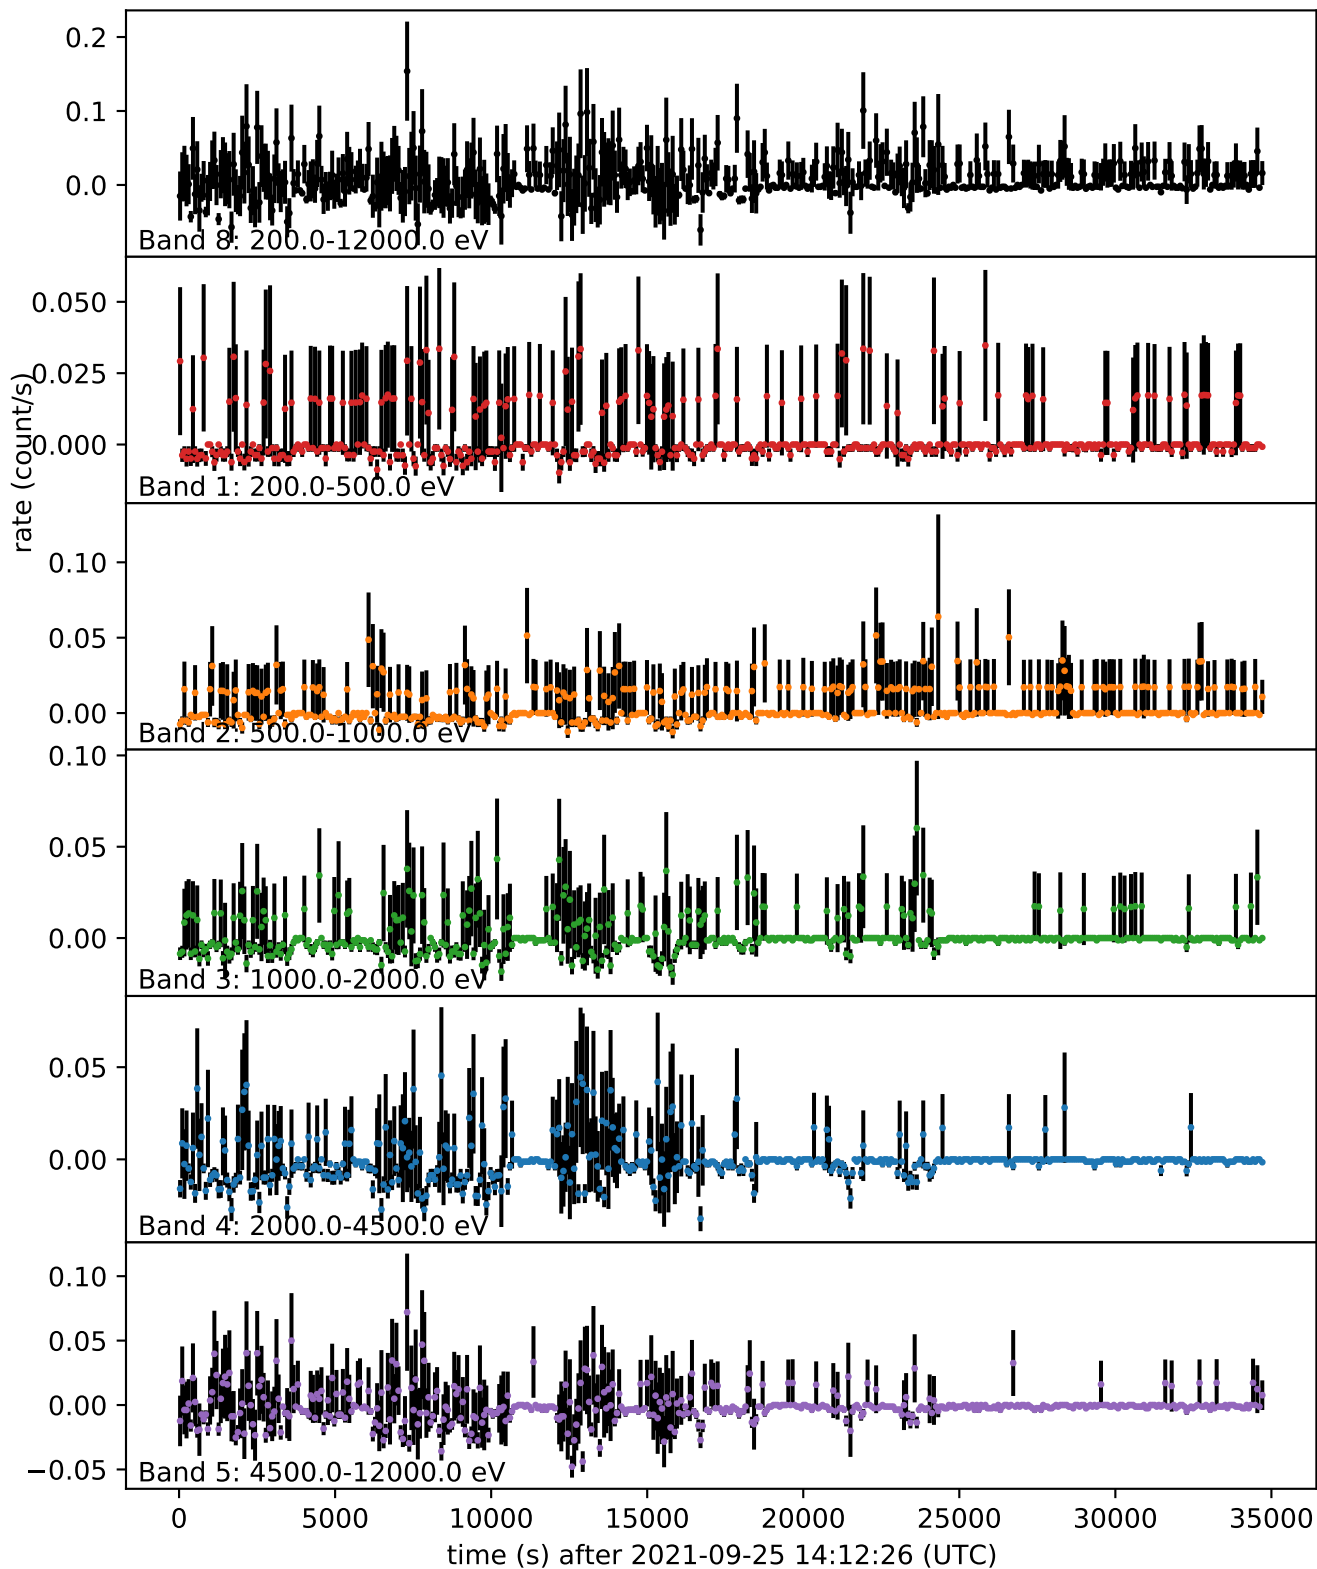 0.2
0.1
0.0
Band 8: 200.0-12000.0 eV
0.050
0.025
0.000
Band 1: 200.0-500.0 eV
rate (count/s)
0.10
0.05
0.00
Band 2: 500.0-1000.0 eV
0.10
0.05
0.00
Band 3: 1000.0-2000.0 eV
0.05
0.00
Band 4: 2000.0-4500.0 eV
0.10
0.05
0.00
−0.05
Band 5: 4500.0-12000.0 eV
0 5000 10000 15000 20000 25000 30000 35000
time (s) after 2021-09-25 14:12:26 (UTC)